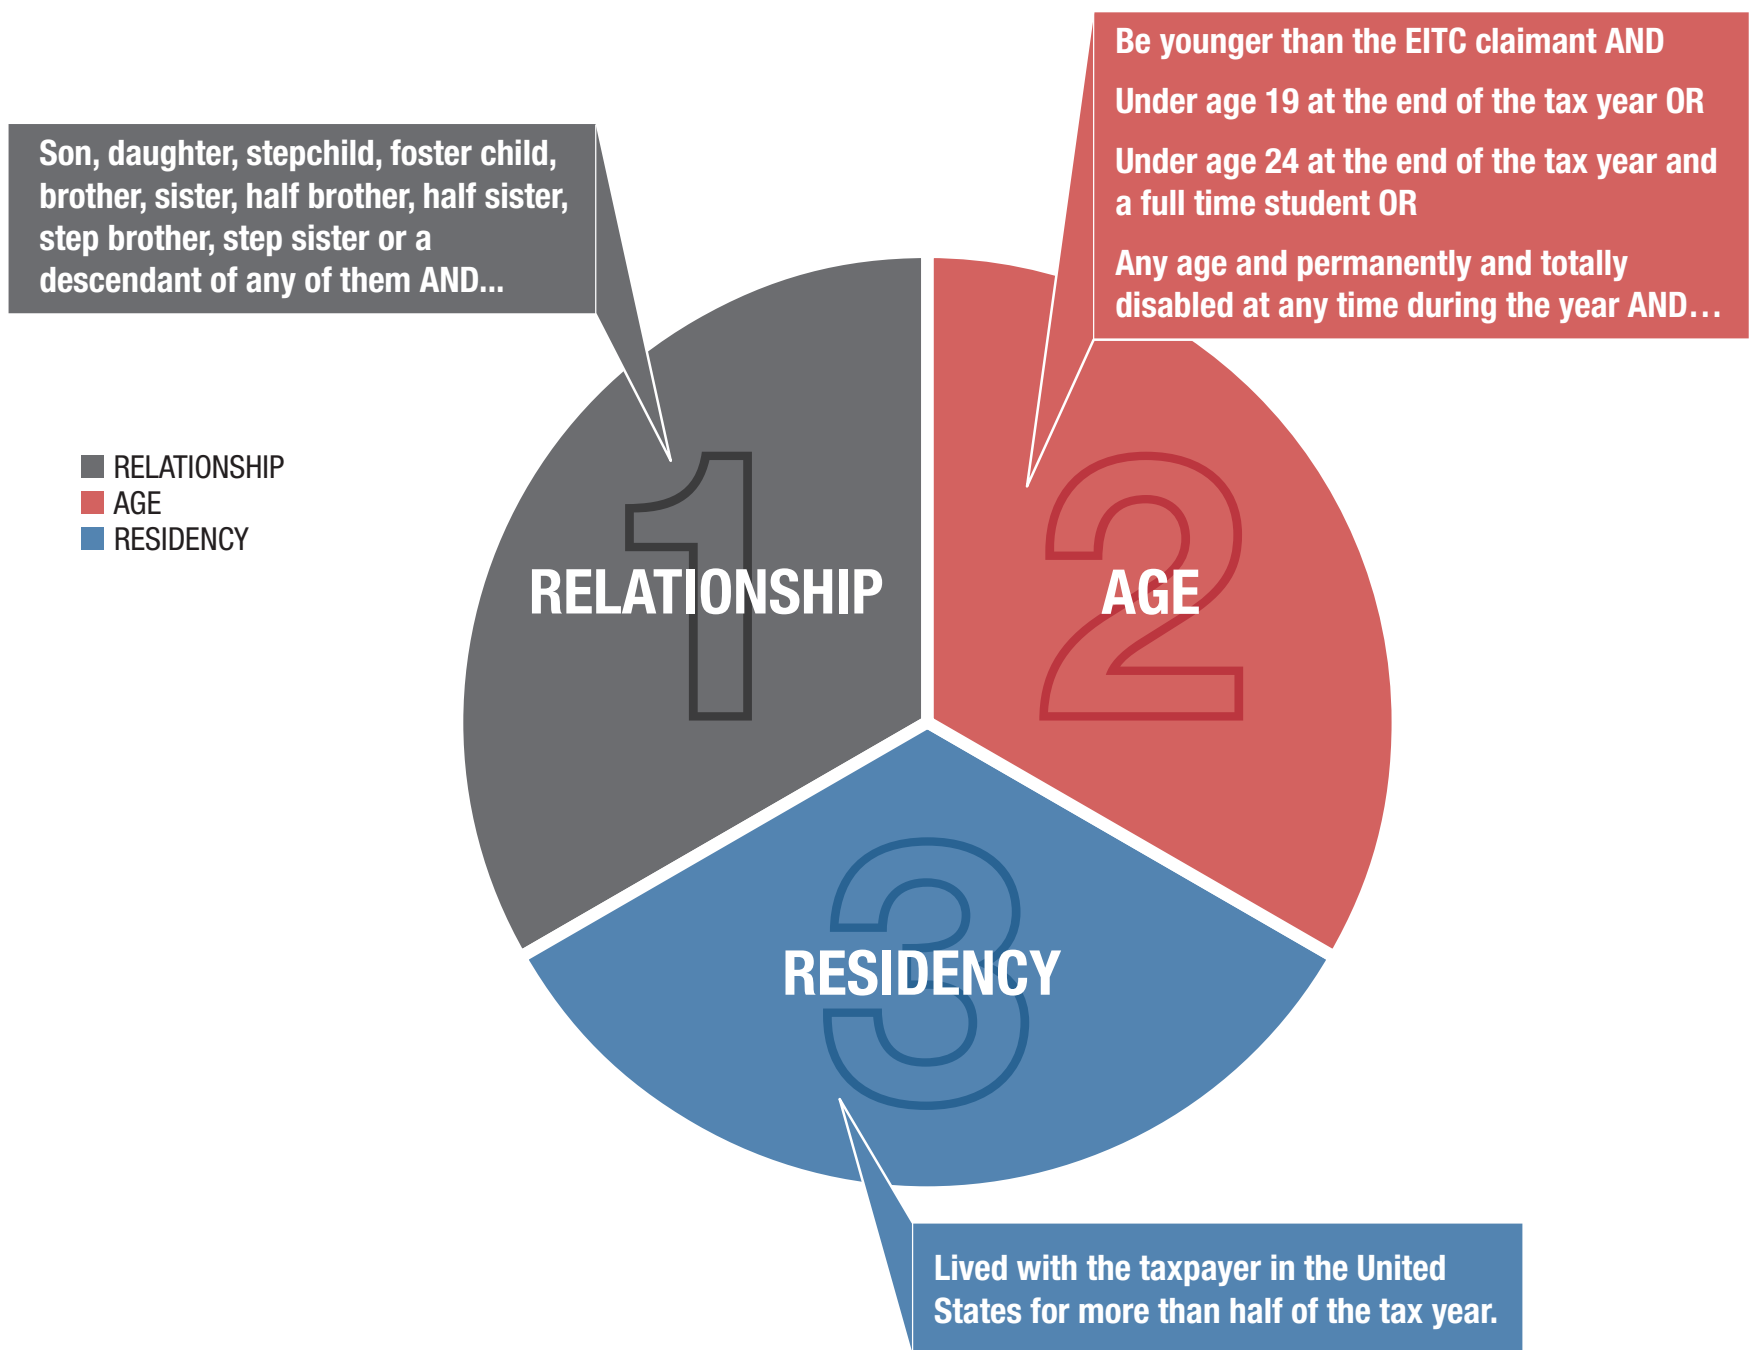 Be younger than the EITC claimant AND
Under age 19 at the end of the tax year OR
Under age 24 at the end of the tax year and
a full time student OR
Any age and permanently and totally
disabled at any time during the year AND…
Son, daughter, stepchild, foster child,
brother, sister, half brother, half sister,
step brother, step sister or a
descendant of any of them AND...
RELATIONSHIP
AGE
RESIDENCY
1
RELATIONSHIP
2
AGE
3
RESIDENCY
Lived with the taxpayer in the United
States for more than half of the tax year.